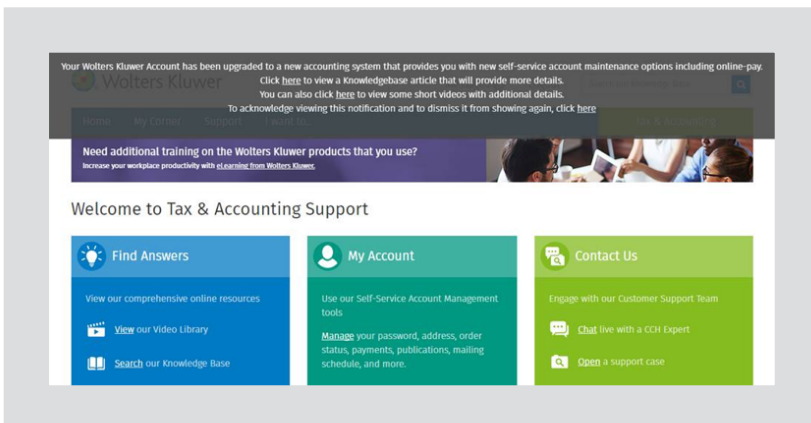 Your Wolters Kluwer Account has been upgraded to a new accounting system that provides you with new self-service account maintenance options including online-pay.
Click here to view a Knowledgebase article that will provide more details.
You can also click here to view some short videos with additional details.
To acknowledge viewing this notification and to dismiss it from showing again, click here
Wolters Kluwer
Home My Corner Support I want to... Tax & Accounting
Need additional training on the Wolters Kluwer products that you use?
Increase your workplace productivity with eLearning from Wolters Kluwer.
Welcome to Tax & Accounting Support
Find Answers
View our comprehensive online resources
View our Video Library
Search our Knowledge Base
My Account
Use our Self-Service Account Management
tools
Manage your password, address, order
status, payments, publications, mailing
schedule, and more.
Contact Us
Engage with our Customer Support Team
Chat live with a CCH Expert
Open a support case